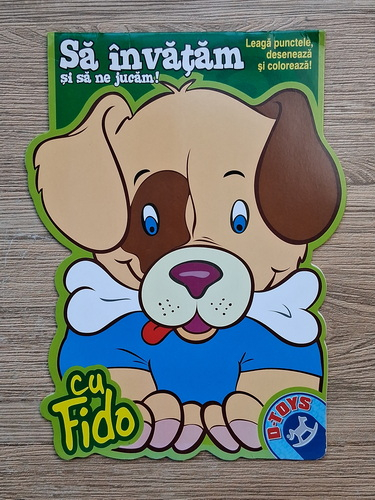 Să învățăm
și să ne jucăm!
Leagă punctele,
desenează
și colorează!
cu
Fido
D-TOYS